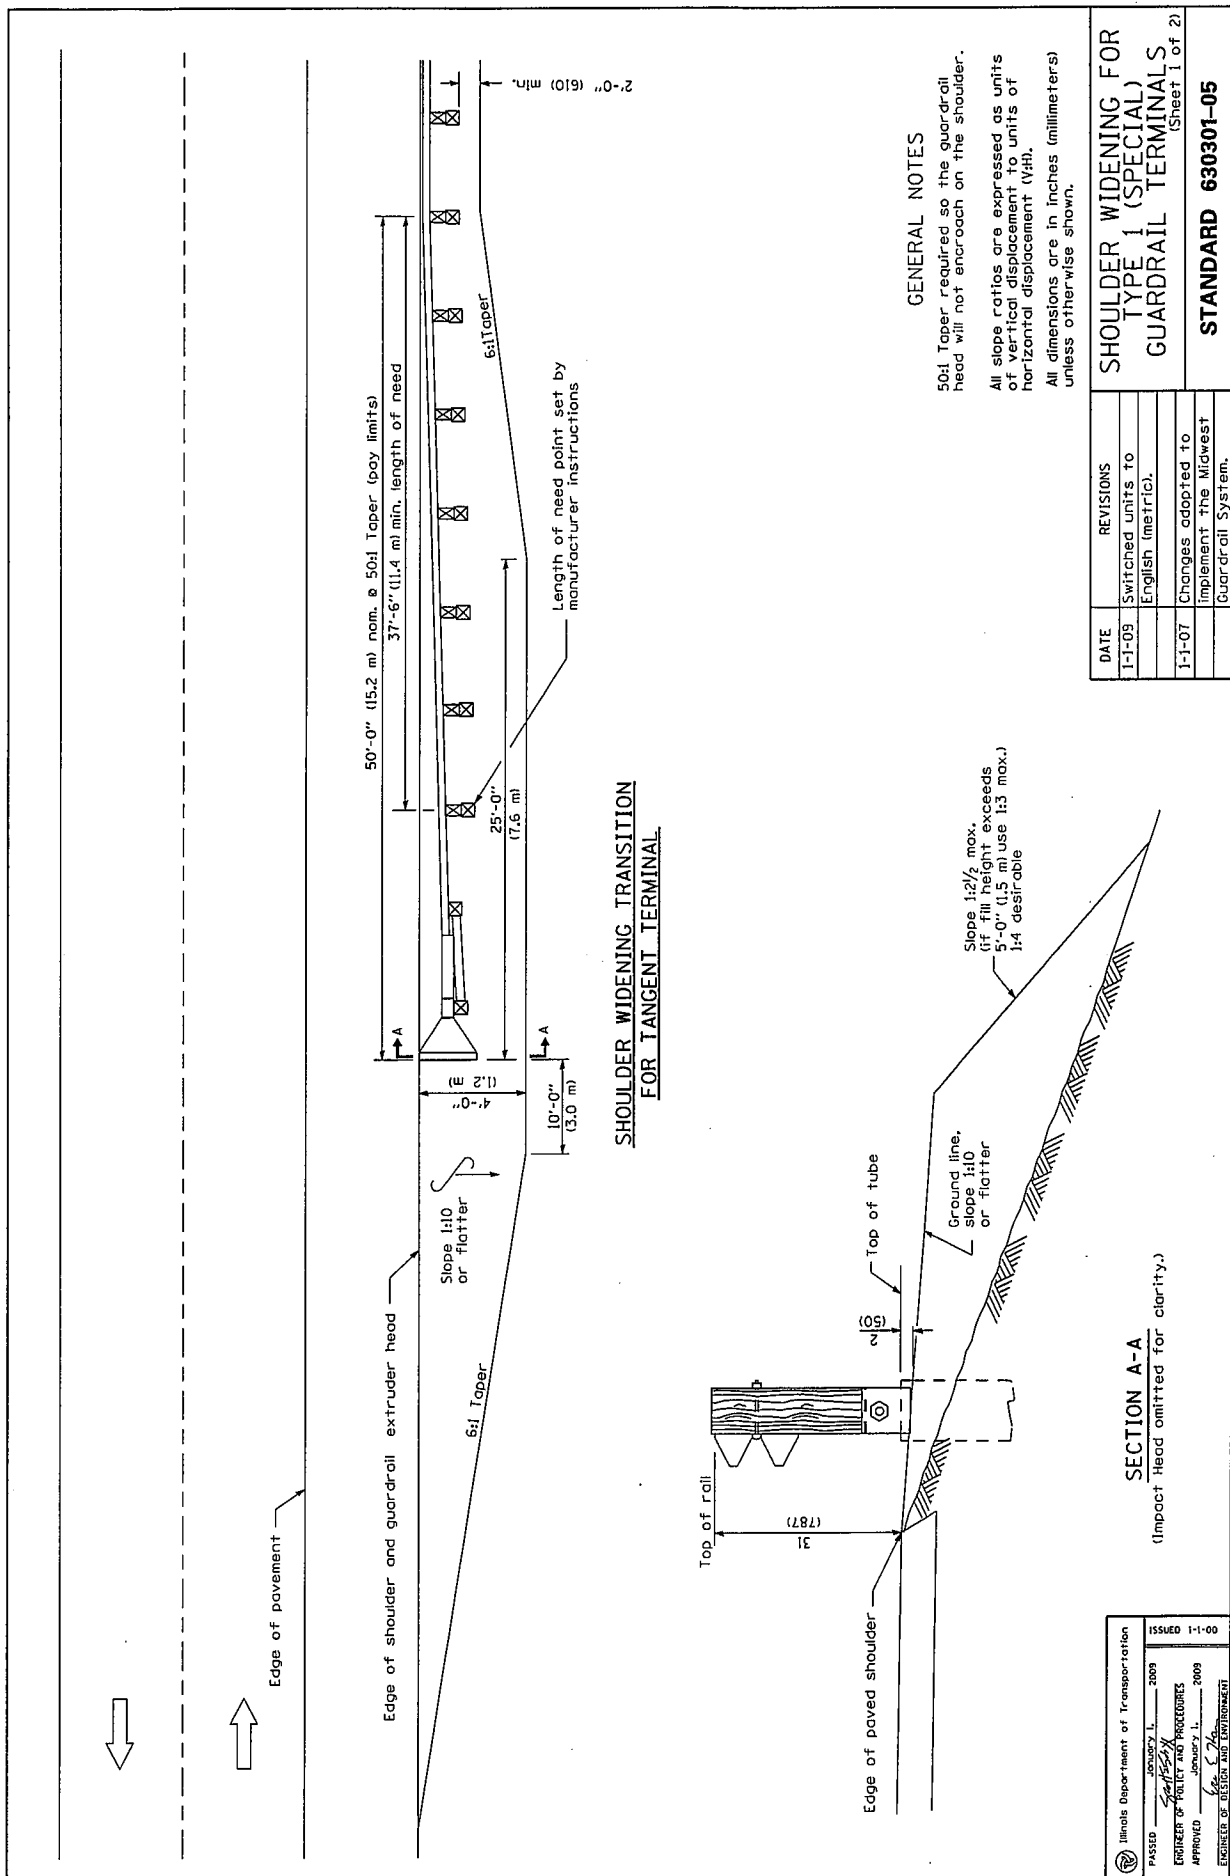 Edge of pavement
Edge of shoulder and guardrail extruder head
6:1 Taper
Slope 1:10
or flatter
4'-0"
(1.2 m)
10'-0"
(3.0 m)
A
A
50'-0" (15.2 m) nom. @ 50:1 Taper (pay limits)
37'-6" (11.4 m) min. length of need
25'-0"
(7.6 m)
Length of need point set by
manufacturer instructions
6:1 Taper
2'-0" (610) min.
SHOULDER WIDENING TRANSITION
FOR TANGENT TERMINAL
Top of rail
31
(787)
Edge of paved shoulder
2
(50)
Top of tube
Ground line,
slope 1:10
or flatter
Slope 1:2½ max.
(if fill height exceeds
5'-0" (1.5 m) use 1:3 max.)
1:4 desirable
SECTION A-A
(Impact Head omitted for clarity.)
GENERAL NOTES
50:1 Taper required so the guardrail
head will not encroach on the shoulder.
All slope ratios are expressed as units
of vertical displacement to units of
horizontal displacement (V:H).
All dimensions are in inches (millimeters)
unless otherwise shown.
Illinois Department of Transportation
PASSED January 1, 2009
ENGINEER OF POLICY AND PROCEDURES
APPROVED January 1, 2009
ENGINEER OF DESIGN AND ENVIRONMENT
ISSUED 1-1-00
DATE REVISIONS
1-1-09 Switched units to
English (metric).
1-1-07 Changes adopted to
implement the Midwest
Guardrail System.
SHOULDER WIDENING FOR
TYPE 1 (SPECIAL)
GUARDRAIL TERMINALS
(Sheet 1 of 2)
STANDARD 630301-05